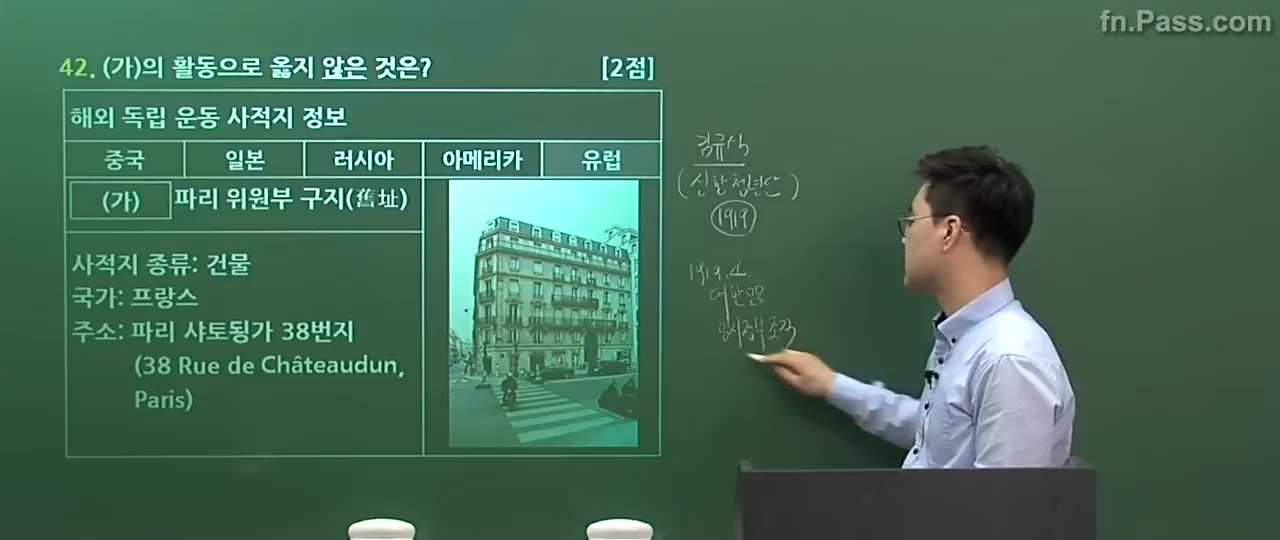 fn.Pass.com
42. (가)의 활동으로 옳지 않은 것은? [2점]
해외 독립 운동 사적지 정보
중국 일본 러시아 아메리카 유럽
(가) 파리 위원부 구지(舊址)
사적지 종류: 건물
국가: 프랑스
주소: 파리 샤토됭가 38번지
(38 Rue de Châteaudun,
Paris)
김규식
(신한청년단)
1919
1919.4
대한민국
임시정부 조직